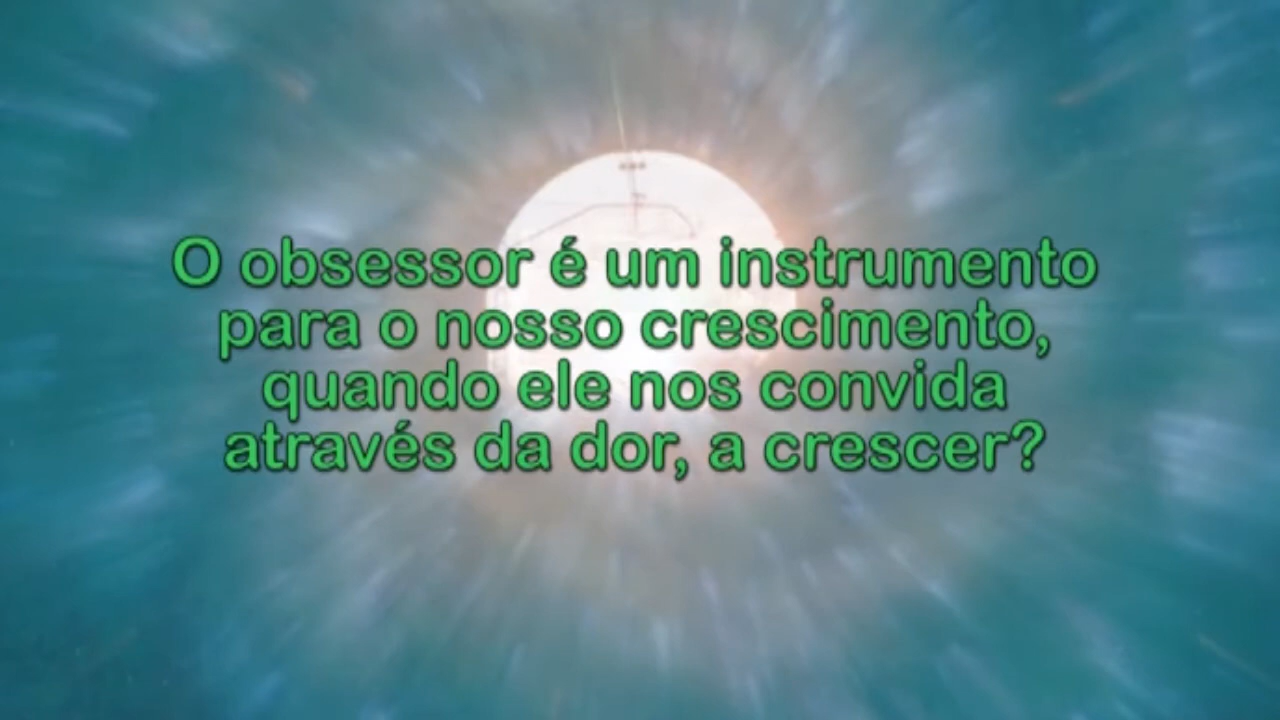 O obsessor é um instrumento
para o nosso crescimento,
quando ele nos convida
através da dor, a crescer?